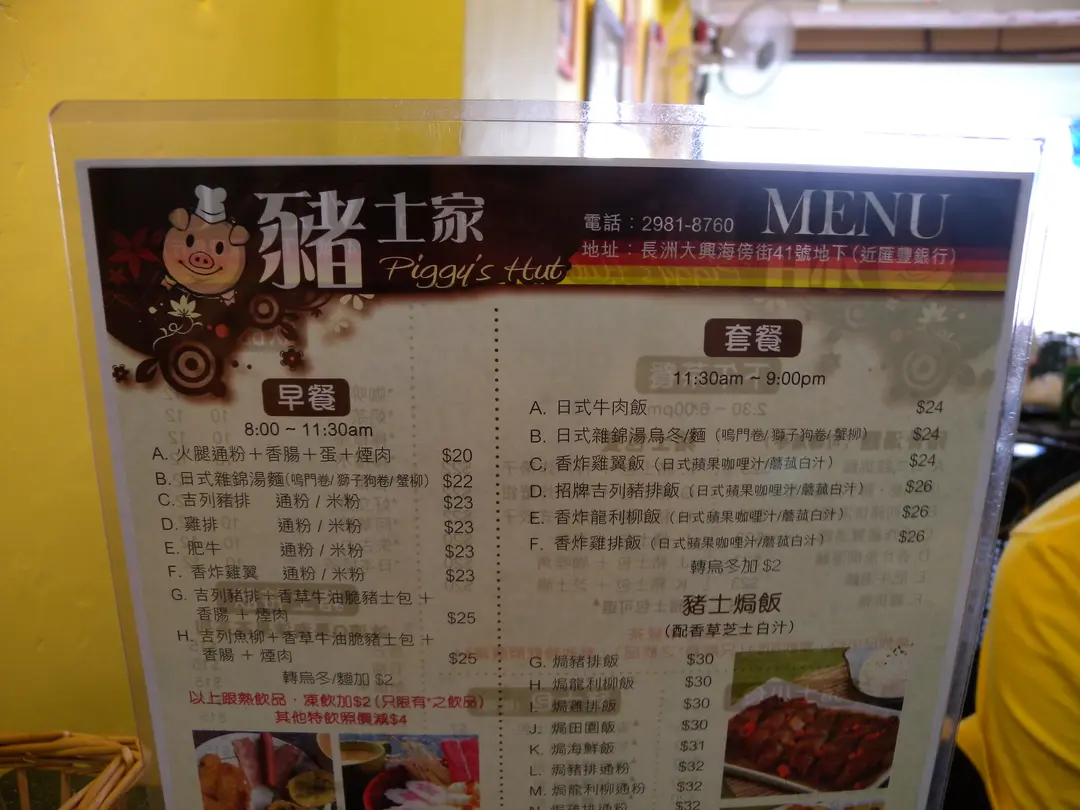 豬士家
Piggy's Hut
電話：2981-8760
MENU
地址：長洲大興海傍街41號地下（近匯豐銀行）
早餐
8:00 ~ 11:30am
A. 火腿通粉＋香腸＋蛋＋煙肉 $20
B. 日式雜錦湯麵(鳴門卷/獅子狗卷/蟹柳) $22
C. 吉列豬排 通粉 / 米粉 $23
D. 雞排 通粉 / 米粉 $23
E. 肥牛 通粉 / 米粉 $23
F. 香炸雞翼 通粉 / 米粉 $23
G. 吉列豬排＋香草牛油脆豬士包＋
香腸 ＋ 煙肉 $25
H. 吉列魚柳＋香草牛油脆豬士包 ＋
香腸 ＋ 煙肉 $25
轉烏冬/麵加 $2
以上跟熱飲品．凍飲加$2 (只限有*之飲品)
其他特飲照價減$4
套餐
11:30am ~ 9:00pm
A. 日式牛肉飯 $24
B. 日式雜錦湯烏冬/麵（鳴門卷/獅子狗卷/蟹柳） $24
C. 香炸雞翼飯（日式蘋果咖哩汁/蘑菰白汁） $24
D. 招牌吉列豬排飯（日式蘋果咖哩汁/蘑菰白汁） $26
E. 香炸龍利柳飯（日式蘋果咖哩汁/蘑菰白汁） $26
F. 香炸雞排飯（日式蘋果咖哩汁/蘑菰白汁） $26
轉烏冬加 $2
豬士焗飯
（配香草芝士白汁）
G. 焗豬排飯 $30
H. 焗龍利柳飯 $30
I. 焗雞排飯 $30
J. 焗田園飯 $30
K. 焗海鮮飯 $31
L. 焗豬排通粉 $32
M. 焗龍利柳通粉 $32
N. 焗雞排通粉 $32